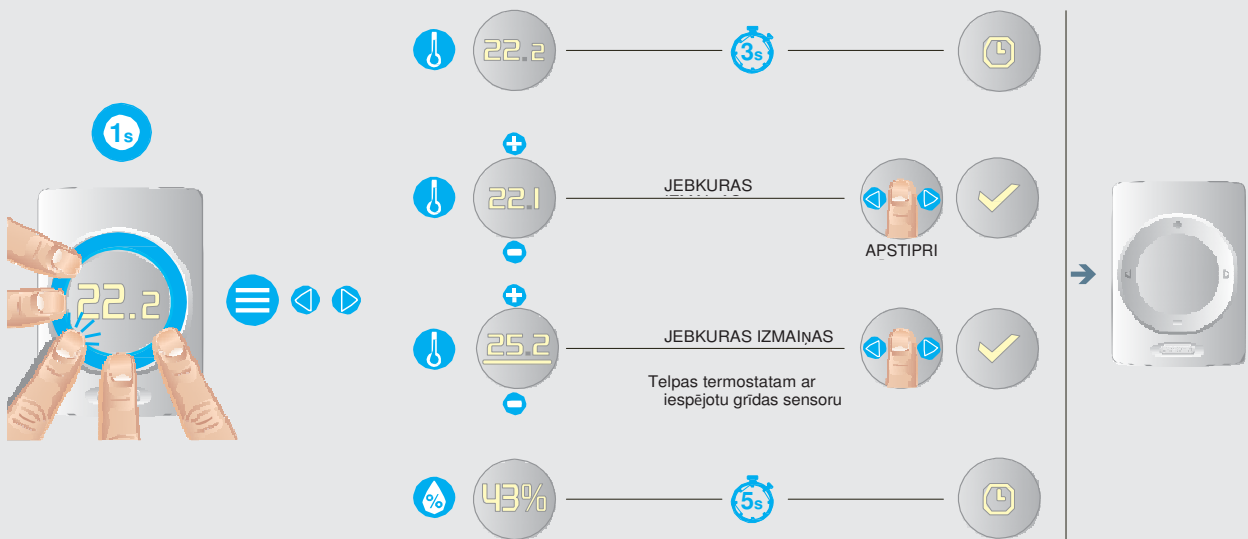 22.2
3s
1s
22.1
JEBKURAS
APSTIPRI
22.2
25.2
JEBKURAS IZMAIŅAS
Telpas termostatam ar
iespējotu grīdas sensoru
43%
%
5s